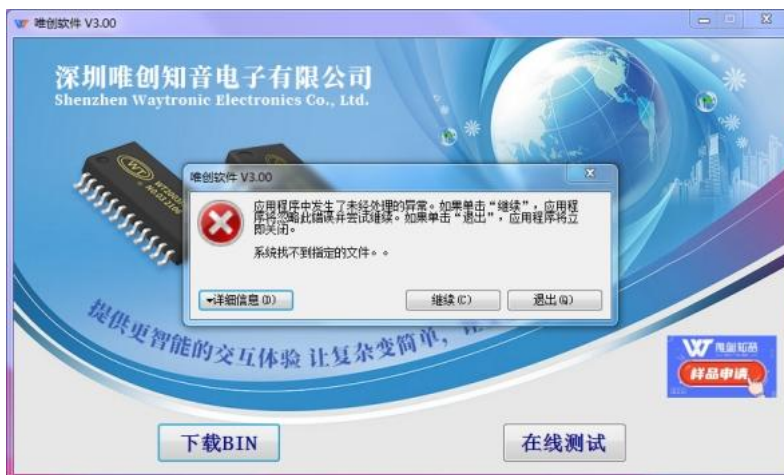 唯创软件 V3.00
深圳唯创知音电子有限公司
Shenzhen Waytronic Electronics Co., Ltd.
唯创软件 V3.00
应用程序中发生了未经处理的异常。如果单击“继续”，应用程
序将忽略此错误并尝试继续。如果单击“退出”，应用程序将立
即关闭。
系统找不到指定的文件。。
详细信息(D)
继续(C)
退出(Q)
提供更智能的交互体验 让复杂变简单，
唯创知音
样品申请
下载BIN
在线测试